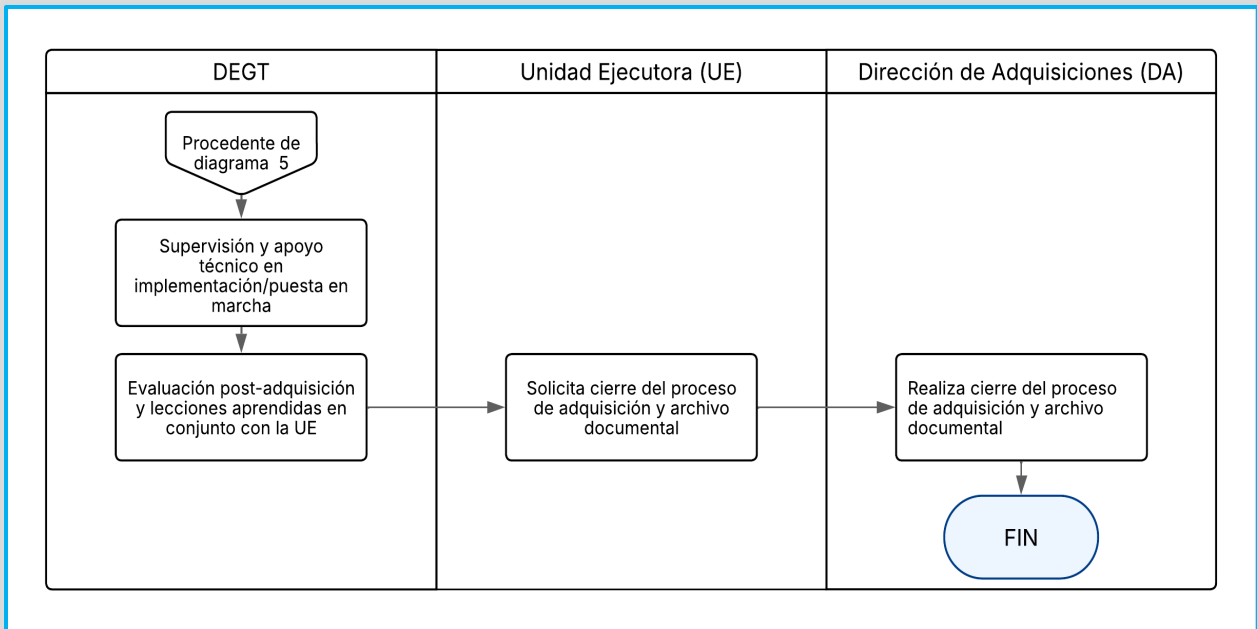 DEGT
Unidad Ejecutora (UE)
Dirección de Adquisiciones (DA)
Procedente de
diagrama 5
Supervisión y apoyo
técnico en
implementación/puesta en
marcha
Evaluación post-adquisición
y lecciones aprendidas en
conjunto con la UE
Solicita cierre del proceso
de adquisición y archivo
documental
Realiza cierre del proceso
de adquisición y archivo
documental
FIN